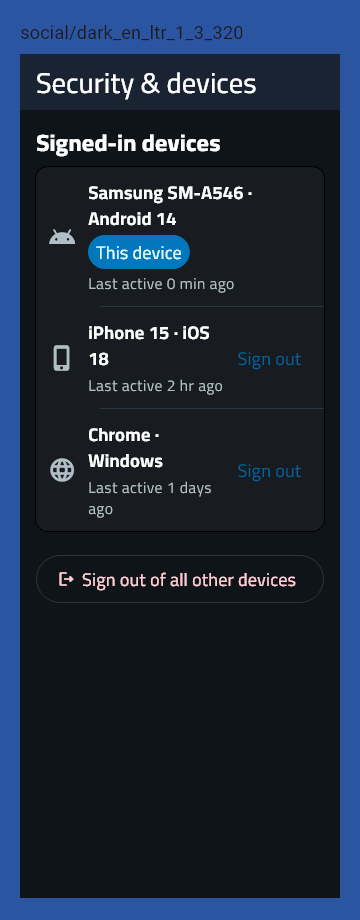 social/dark_en_ltr_1_3_320
Security & devices
Signed-in devices
Samsung SM-A546 ·
Android 14
This device
Last active 0 min ago
iPhone 15 · iOS
18
Sign out
Last active 2 hr ago
Chrome ·
Windows
Sign out
Last active 1 days
ago
Sign out of all other devices